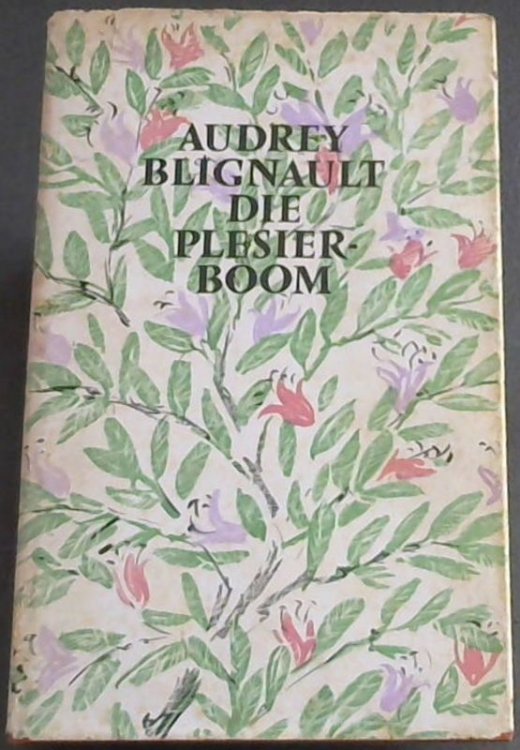 AUDREY
BLIGNAULT
DIE
PLESIER-
BOOM